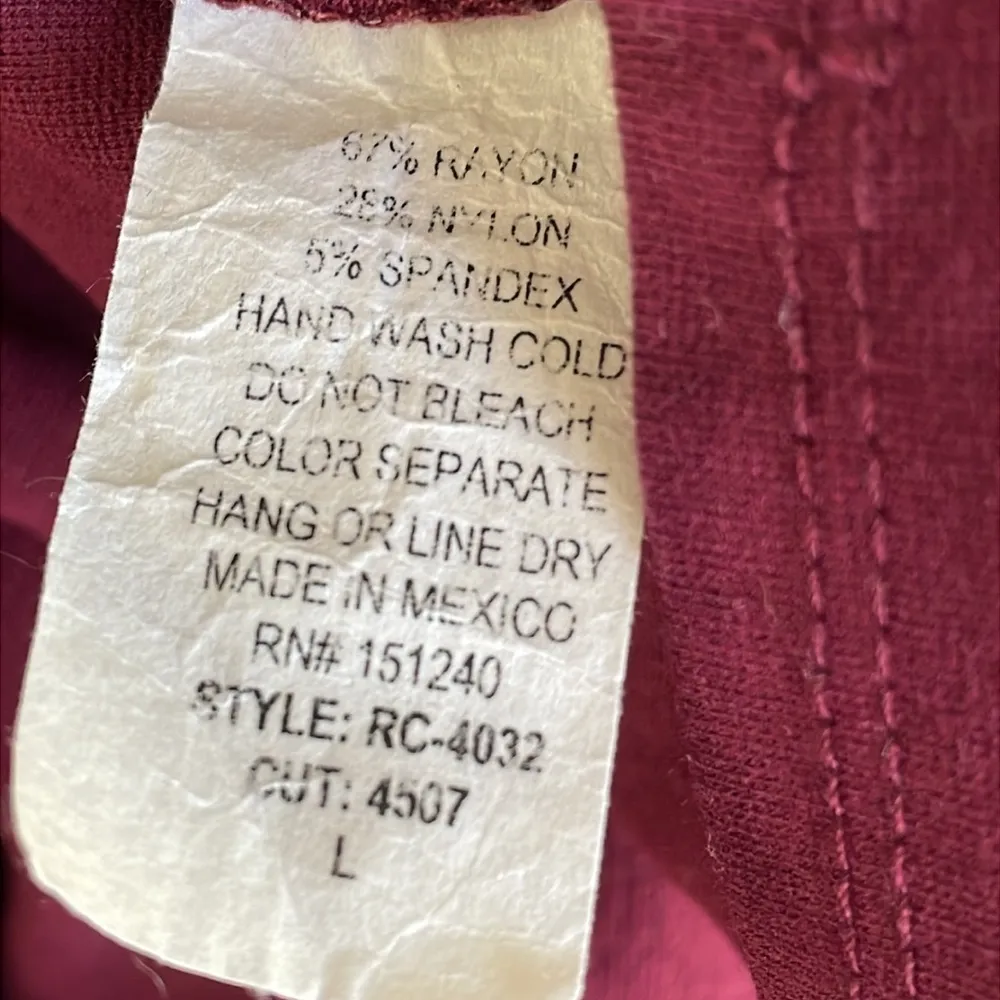 67% RAYON
28% NYLON
5% SPANDEX
HAND WASH COLD
DO NOT BLEACH
COLOR SEPARATE
HANG OR LINE DRY
MADE IN MEXICO
RN# 151240
STYLE: RC-4032
CUT: 4507
L